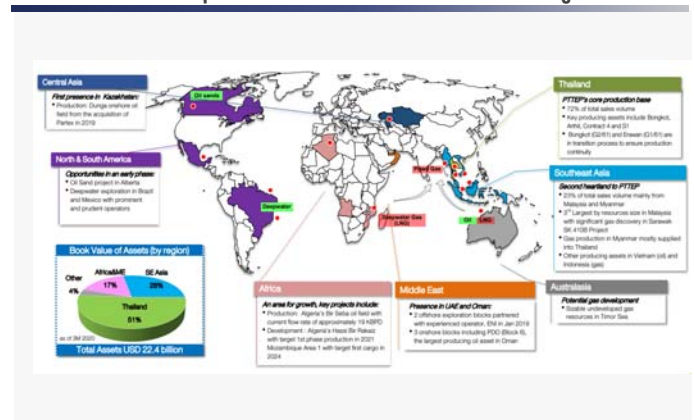 Central Asia
First presence in Kazakhstan:
• Production: Dunga onshore oil
field from the acquisition of
Partex in 2019
North & South America
Opportunities in an early phase:
• Oil Sand project in Alberta
• Deepwater exploration in Brazil
and Mexico with prominent
and prudent operators
Oil sands
Deepwater
Fixed Gas
Deepwater Gas
(LNG)
Oil
LNG
Thailand
PTTEP's core production base
• 72% of total sales volume
• Key producing assets include Bongkot,
Arthit, Contract 4 and S1
• Bongkot (G2/61) and Erawan (G1/61) are
in transition process to ensure production
continuity
Southeast Asia
Second heartland to PTTEP
• 23% of total sales volume mainly from
Malaysia and Myanmar
• 3rd Largest by resources size in Malaysia
with significant gas discovery in Sarawak
SK 410B Project
• Gas production in Myanmar mostly supplied
into Thailand
• Other producing assets in Vietnam (oil) and
Indonesia (gas)
Book Value of Assets (by region)
Other
4%
Africa&ME
17%
SE Asia
28%
Thailand
51%
as of 3M 2020
Total Assets USD 22.4 billion
Africa
An area for growth, key projects include:
• Production : Algeria's Bir Seba oil field with
current flow rate of approximately 19 KBPD
• Development : Algeria's Hassi Bir Rekaiz
with target 1st phase production in 2021
Mozambique Area 1 with target first cargo in
2024
Middle East
Presence in UAE and Oman:
• 2 offshore exploration blocks partnered
with experienced operator, ENI in Jan 2019
• 3 onshore blocks including PDO (Block 6),
the largest producing oil asset in Oman
Australasia
Potential gas development
• Sizable undeveloped gas
resources in Timor Sea